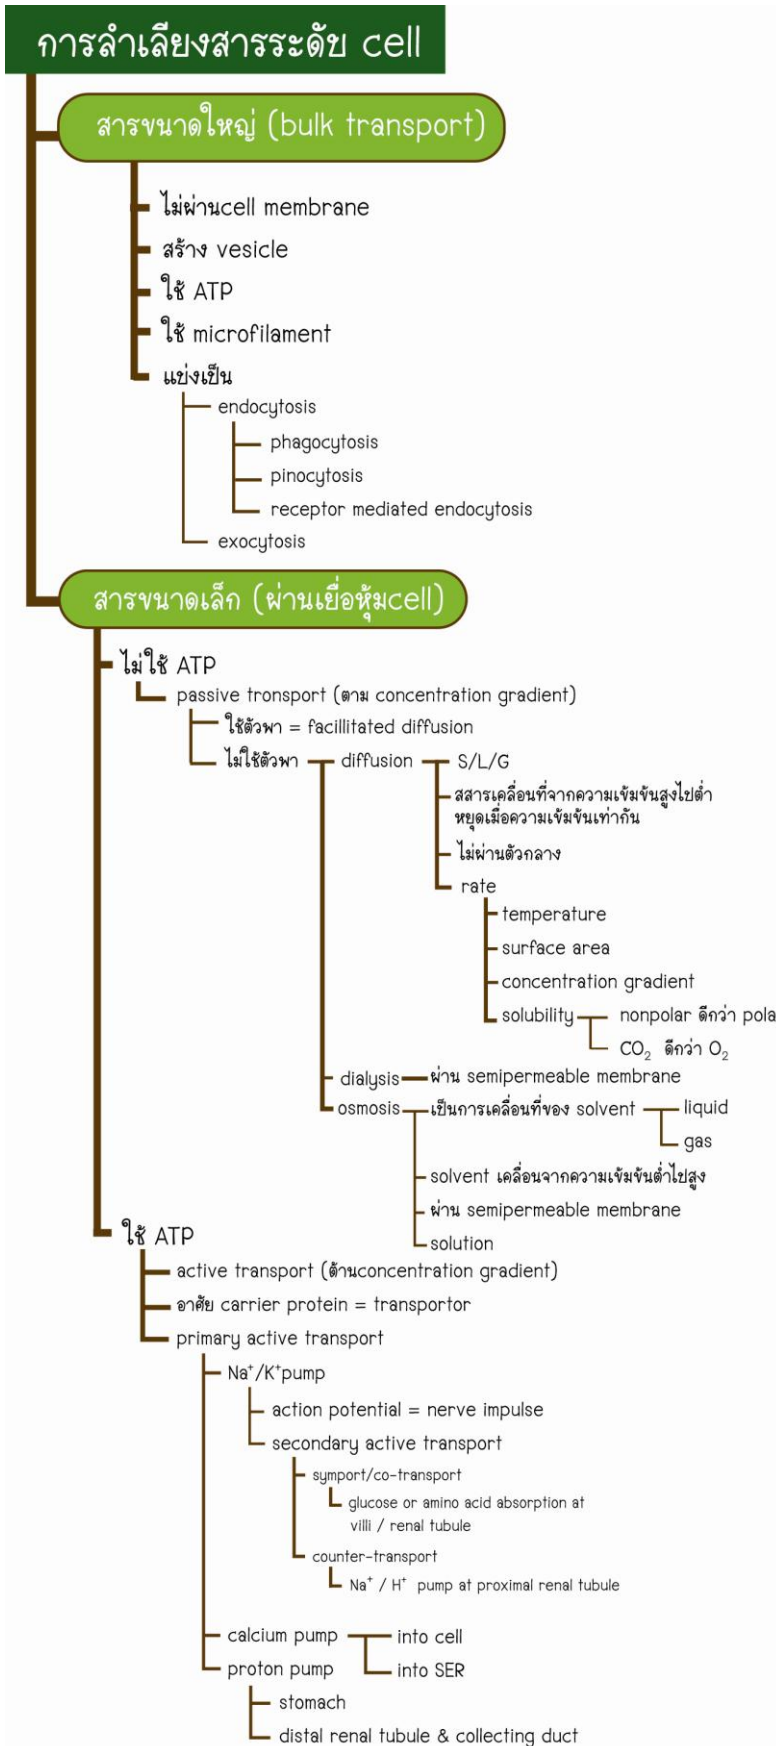 การลำเลียงสารระดับ cell
สารขนาดใหญ่ (bulk transport)
ไม่ผ่านcell membrane
สร้าง vesicle
ใช้ ATP
ใช้ microfilament
แบ่งเป็น
endocytosis
phagocytosis
pinocytosis
receptor mediated endocytosis
exocytosis
สารขนาดเล็ก (ผ่านเยื่อหุ้มcell)
ไม่ใช้ ATP
passive tronsport (ตาม concentration gradient)
ใช้ตัวพา = facillitated diffusion
ไม่ใช้ตัวพา diffusion S/L/G
สสารเคลื่อนที่จากความเข้มข้นสูงไปต่ำ
หยุดเมื่อความเข้มข้นเท่ากัน
ไม่ผ่านตัวกลาง
rate
temperature
surface area
concentration gradient
solubility nonpolar ดีกว่า pola
CO₂ ดีกว่า O₂
dialysis ผ่าน semipermeable membrane
osmosis เป็นการเคลื่อนที่ของ solvent liquid
gas
solvent เคลื่อนจากความเข้มข้นต่ำไปสูง
ผ่าน semipermeable membrane
solution
ใช้ ATP
active transport (ต้านconcentration gradient)
อาศัย carrier protein = transportor
primary active transport
Na⁺/K⁺pump
action potential = nerve impulse
secondary active transport
symport/co-transport
glucose or amino acid absorption at
villi / renal tubule
counter-transport
Na⁺ / H⁺ pump at proximal renal tubule
calcium pump into cell
proton pump into SER
stomach
distal renal tubule & collecting duct